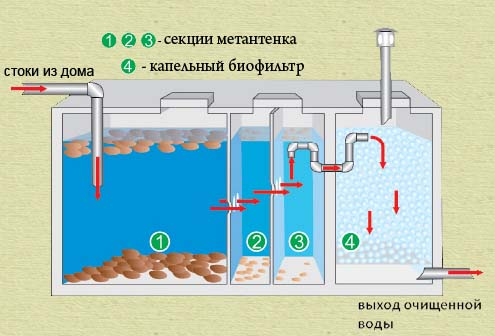 1 2 3 - секции метантенка
4 - капельный биофильтр
стоки из дома
1
2
3
4
выход очищенной
воды